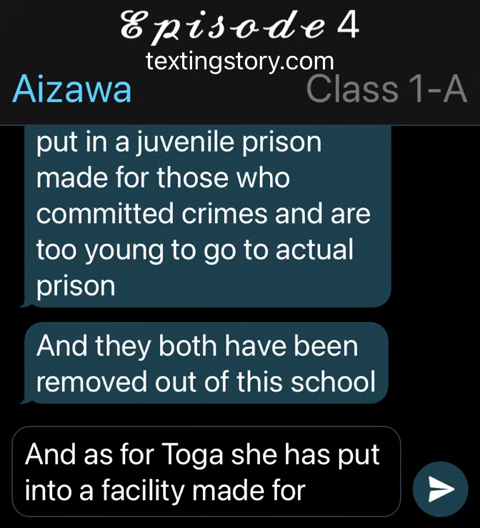 Episode 4
textingstory.com
Aizawa Class 1-A
put in a juvenile prison
made for those who
committed crimes and are
too young to go to actual
prison
And they both have been
removed out of this school
And as for Toga she has put
into a facility made for